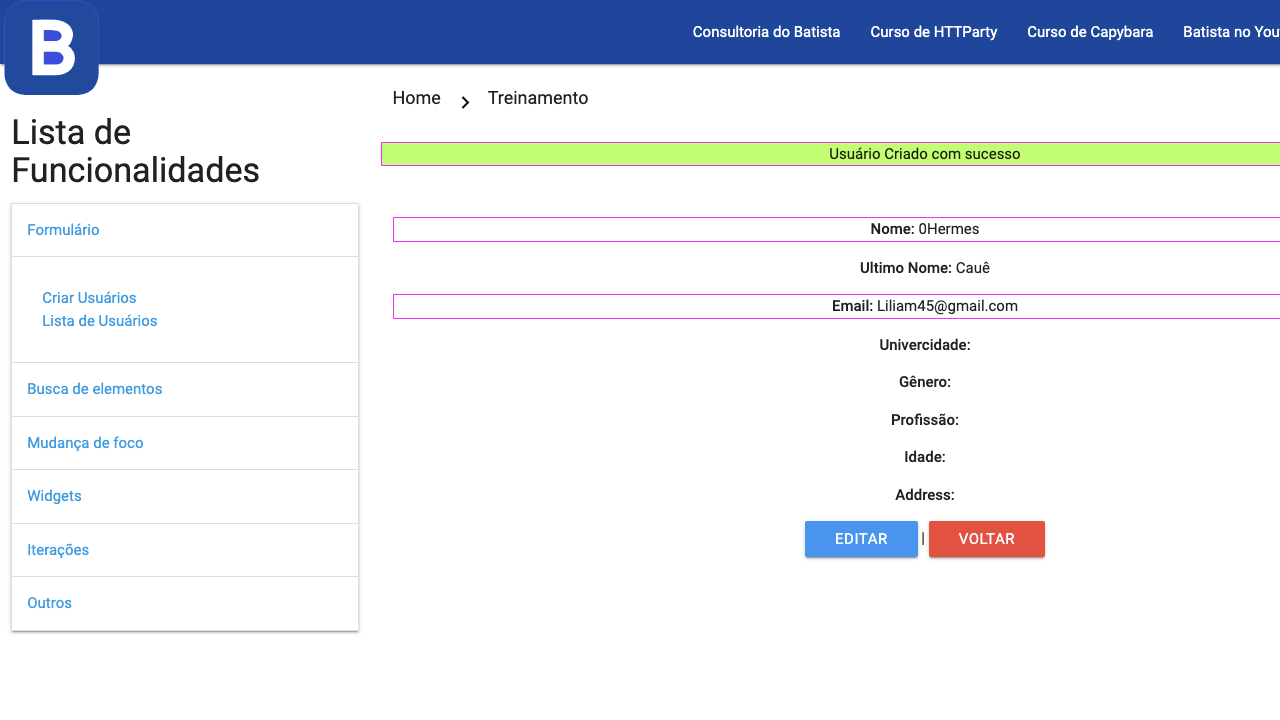 B
Consultoria do Batista
Curso de HTTParty
Curso de Capybara
Batista no You
Home
Treinamento
Lista de
Funcionalidades
Formulário
Criar Usuários
Lista de Usuários
Busca de elementos
Mudança de foco
Widgets
Iterações
Outros
Usuário Criado com sucesso
Nome: 0Hermes
Ultimo Nome: Cauê
Email: Liliam45@gmail.com
Univercidade:
Gênero:
Profissão:
Idade:
Address:
EDITAR | VOLTAR